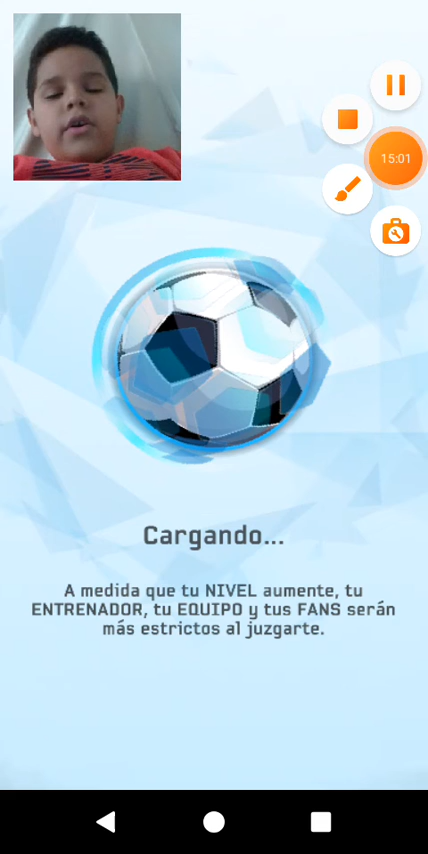 15:01
Cargando...
A medida que tu NIVEL aumente, tu
ENTRENADOR, tu EQUIPO y tus FANS serán
más estrictos al juzgarte.